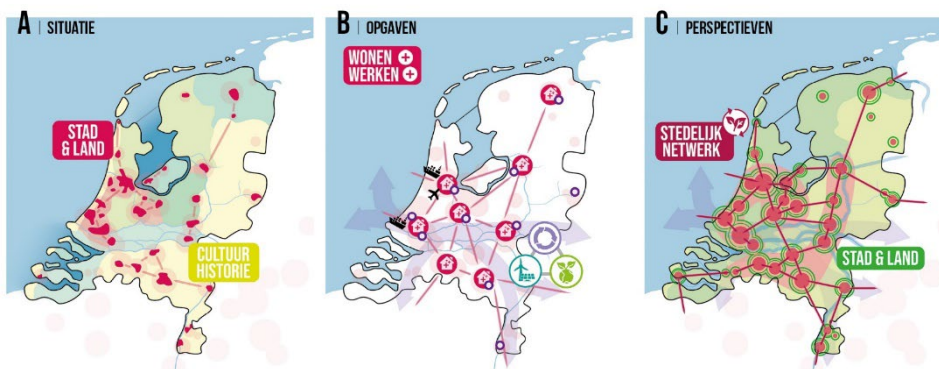 A | SITUATIE
STAD
& LAND
CULTUUR
HISTORIE
B | OPGAVEN
WONEN +
WERKEN +
C | PERSPECTIEVEN
STEDELIJK
NETWERK
STAD & LAND